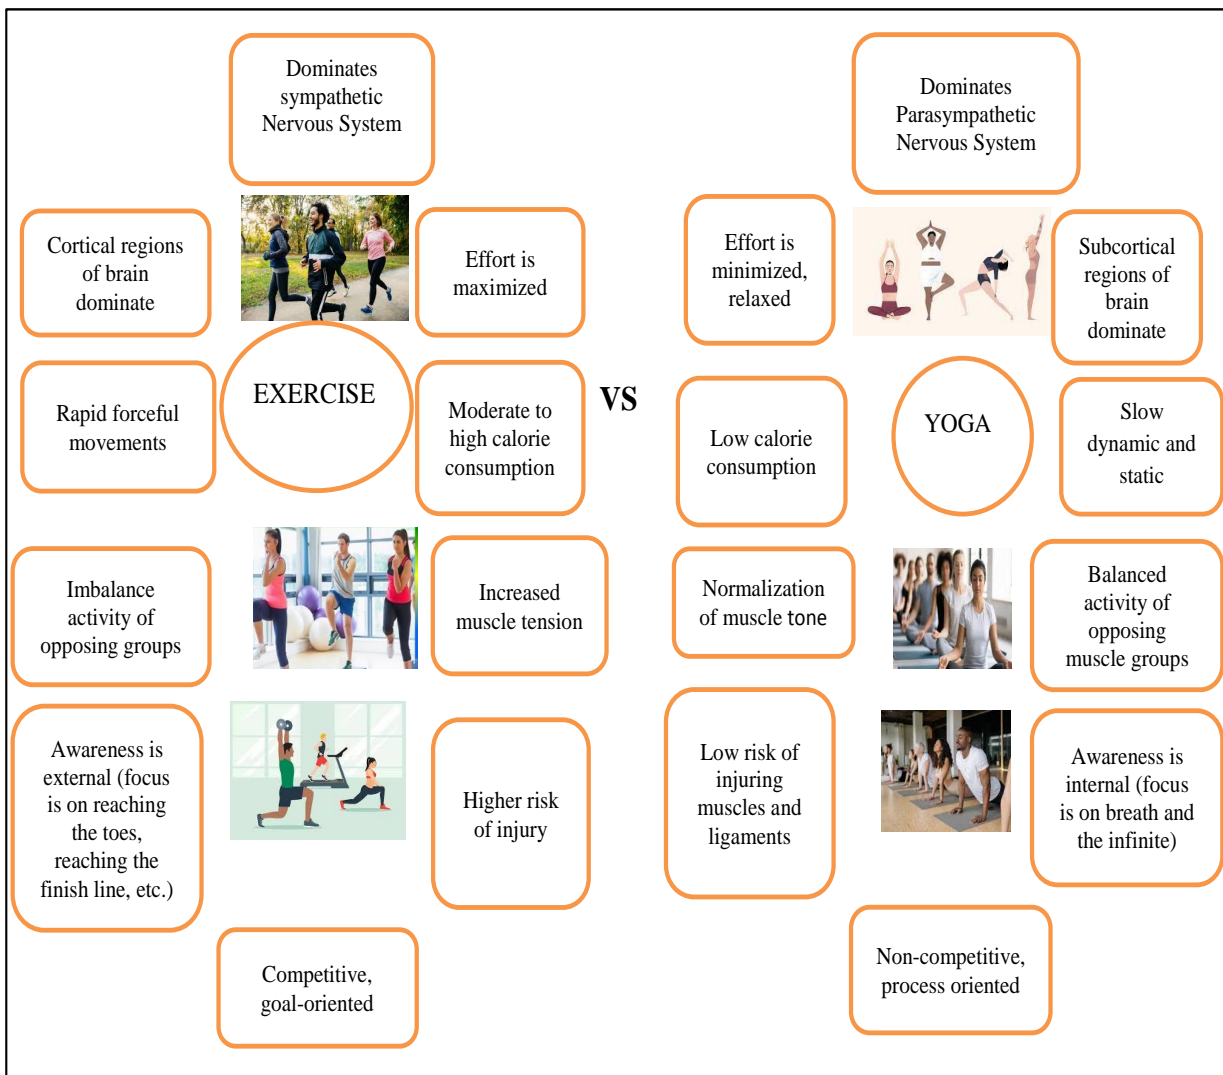 Dominates
sympathetic
Nervous System
Cortical regions
of brain
dominate
Effort is
maximized
EXERCISE
Rapid forceful
movements
Moderate to
high calorie
consumption
Imbalance
activity of
opposing groups
Increased
muscle tension
Awareness is
external (focus
is on reaching
the toes,
reaching the
finish line, etc.)
Higher risk
of injury
Competitive,
goal-oriented
VS
Dominates
Parasympathetic
Nervous System
Effort is
minimized,
relaxed
Subcortical
regions of
brain
dominate
YOGA
Low calorie
consumption
Slow
dynamic and
static
Normalization
of muscle tone
Balanced
activity of
opposing
muscle groups
Low risk of
injuring
muscles and
ligaments
Awareness is
internal (focus
is on breath and
the infinite)
Non-competitive,
process oriented